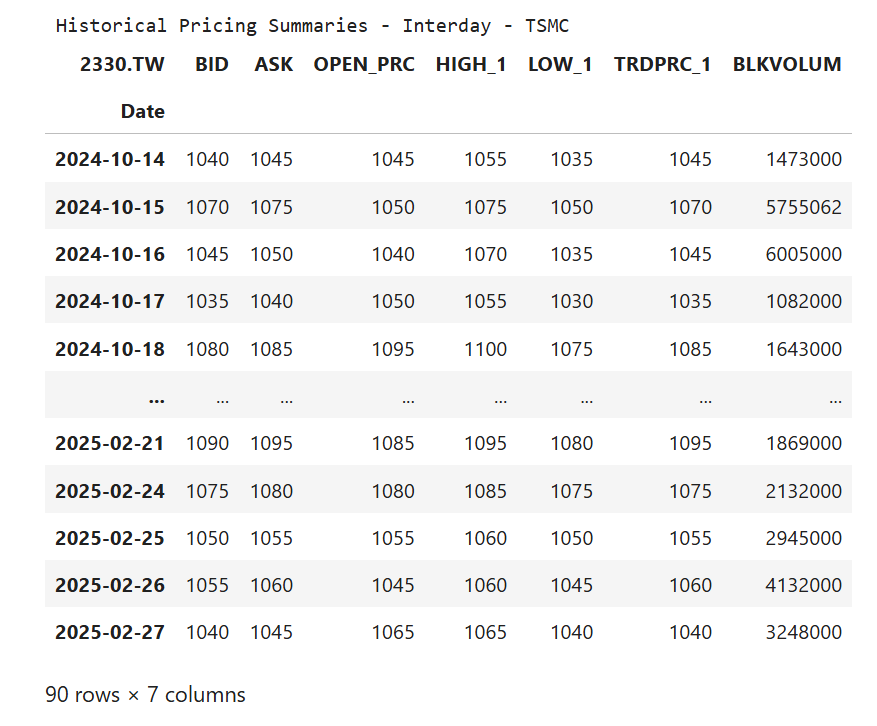 Historical Pricing Summaries - Interday - TSMC
2330.TW BID ASK OPEN_PRC HIGH_1 LOW_1 TRDPRC_1 BLKVOLUM
Date
2024-10-14 1040 1045 1045 1055 1035 1045 1473000
2024-10-15 1070 1075 1050 1075 1050 1070 5755062
2024-10-16 1045 1050 1040 1070 1035 1045 6005000
2024-10-17 1035 1040 1050 1055 1030 1035 1082000
2024-10-18 1080 1085 1095 1100 1075 1085 1643000
... ... ... ... ... ... ... ...
2025-02-21 1090 1095 1085 1095 1080 1095 1869000
2025-02-24 1075 1080 1080 1085 1075 1075 2132000
2025-02-25 1050 1055 1055 1060 1050 1055 2945000
2025-02-26 1055 1060 1045 1060 1045 1060 4132000
2025-02-27 1040 1045 1065 1065 1040 1040 3248000
90 rows × 7 columns